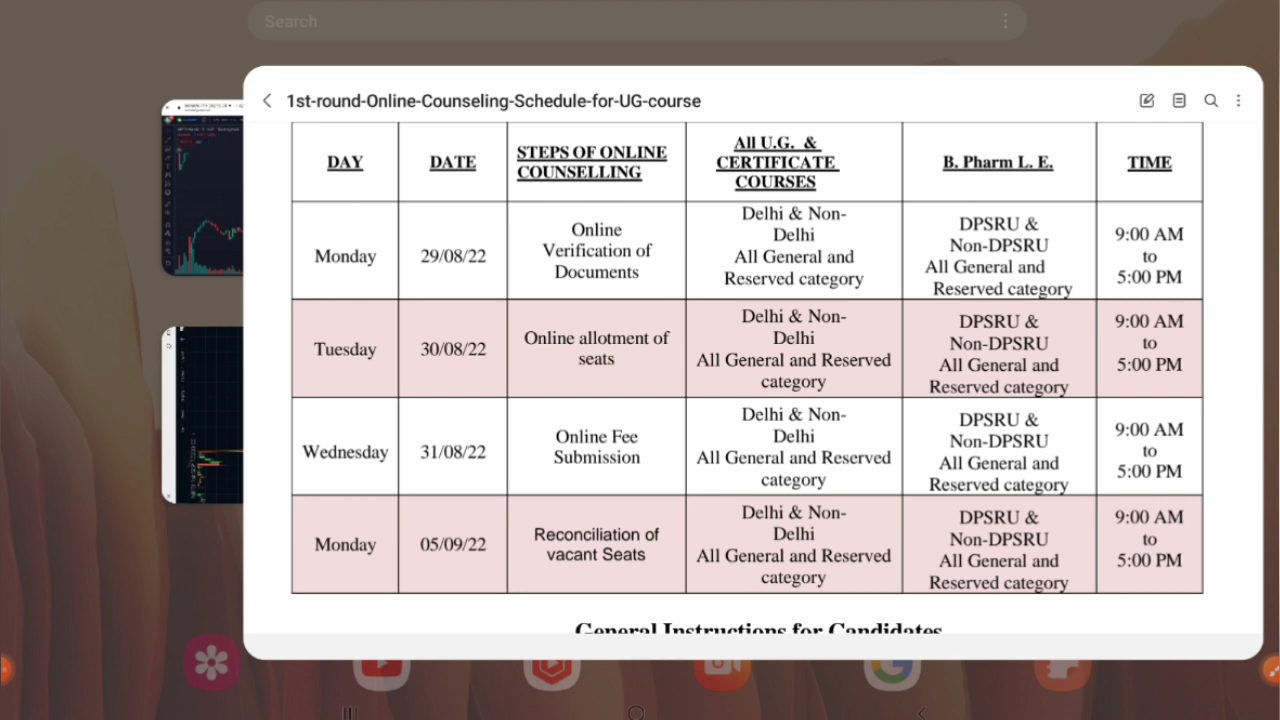 Search
1st-round-Online-Counseling-Schedule-for-UG-course
DAY
DATE
STEPS OF ONLINE
COUNSELLING
All U.G. &
CERTIFICATE
COURSES
B. Pharm L. E.
TIME
Monday
29/08/22
Online
Verification of
Documents
Delhi & Non-
Delhi
All General and
Reserved category
DPSRU &
Non-DPSRU
All General and
Reserved category
9:00 AM
to
5:00 PM
Tuesday
30/08/22
Online allotment of
seats
Delhi & Non-
Delhi
All General and Reserved
category
DPSRU &
Non-DPSRU
All General and
Reserved category
9:00 AM
to
5:00 PM
Wednesday
31/08/22
Online Fee
Submission
Delhi & Non-
Delhi
All General and Reserved
category
DPSRU &
Non-DPSRU
All General and
Reserved category
9:00 AM
to
5:00 PM
Monday
05/09/22
Reconciliation of
vacant Seats
Delhi & Non-
Delhi
All General and Reserved
category
DPSRU &
Non-DPSRU
All General and
Reserved category
9:00 AM
to
5:00 PM
General Instructions for Candidates